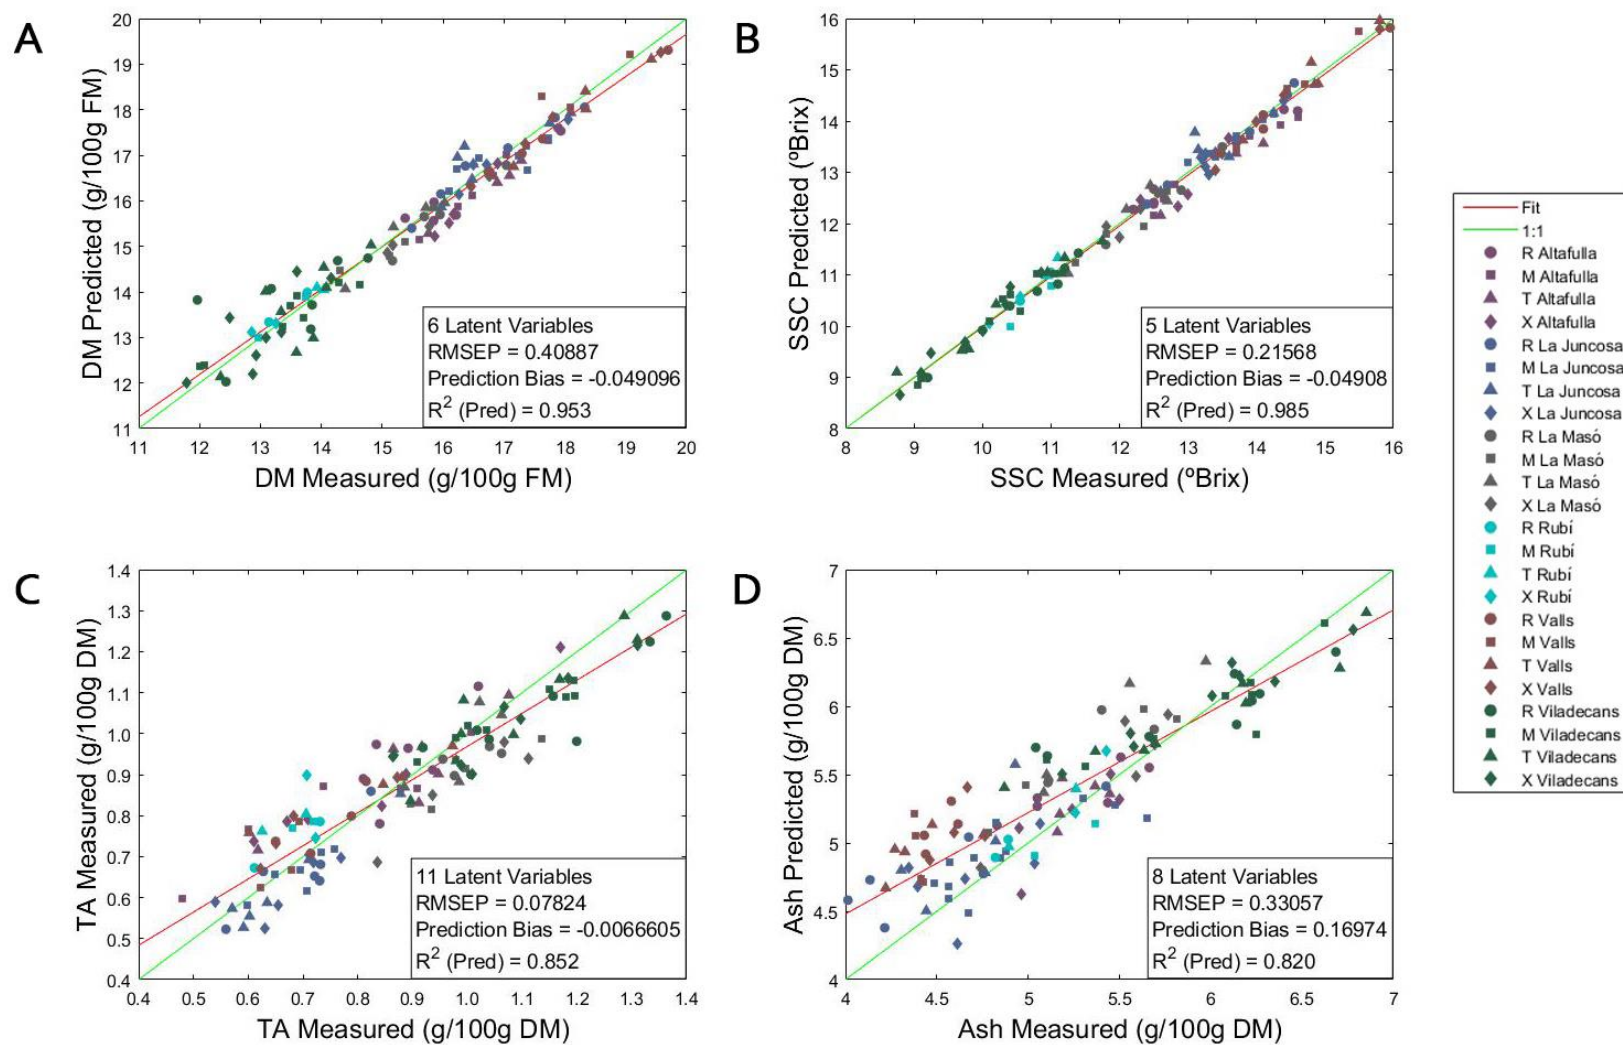 A
20
19
18
17
16
15
14
13
12
11
DM Predicted (g/100g FM)
6 Latent Variables
RMSEP = 0.40887
Prediction Bias = -0.049096
R² (Pred) = 0.953
11 12 13 14 15 16 17 18 19 20
DM Measured (g/100g FM)
B
16
15
14
13
12
11
10
9
8
SSC Predicted (ºBrix)
5 Latent Variables
RMSEP = 0.21568
Prediction Bias = -0.04908
R² (Pred) = 0.985
8 9 10 11 12 13 14 15 16
SSC Measured (ºBrix)
C
1.4
1.3
1.2
1.1
1.0
0.9
0.8
0.7
0.6
0.5
0.4
TA Measured (g/100g DM)
11 Latent Variables
RMSEP = 0.07824
Prediction Bias = -0.0066605
R² (Pred) = 0.852
0.4 0.5 0.6 0.7 0.8 0.9 1.0 1.1 1.2 1.3 1.4
TA Measured (g/100g DM)
D
7
6.5
6
5.5
5
4.5
4
Ash Predicted (g/100g DM)
8 Latent Variables
RMSEP = 0.33057
Prediction Bias = 0.16974
R² (Pred) = 0.820
4 4.5 5 5.5 6 6.5 7
Ash Measured (g/100g DM)
Fit
1:1
R Altafulla
M Altafulla
T Altafulla
X Altafulla
R La Juncosa
M La Juncosa
T La Juncosa
X La Juncosa
R La Masó
M La Masó
T La Masó
X La Masó
R Rubí
M Rubí
T Rubí
X Rubí
R Valls
M Valls
T Valls
X Valls
R Viladecans
M Viladecans
T Viladecans
X Viladecans